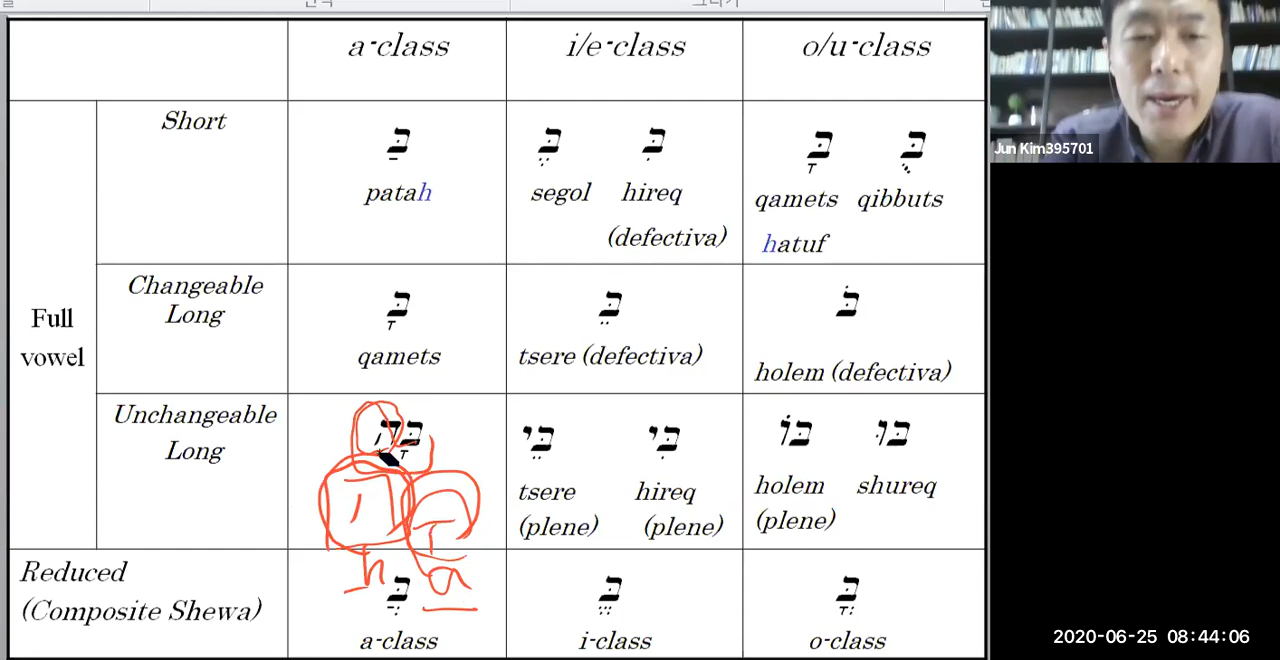 a-class i/e-class o/u-class
Short
בַּ
בֶּ בִּ
בָּ בֻּ
patah
segol hireq
qamets qibbuts
(defectiva)
hatuf
Full
vowel
Changeable
Long
בָּ
בֵּ
בֹּ
qamets
tsere (defectiva)
holem (defectiva)
Unchangeable
Long
בָּה
בֵּי בִּי
בּוֹ בּוּ
tsere hireq
holem shureq
(plene) (plene)
(plene)
ה
h a
Reduced
(Composite Shewa)
בֲּ
בֱּ
בֳּ
a-class
i-class
o-class
Jun Kim395701
2020-06-25 08:44:06